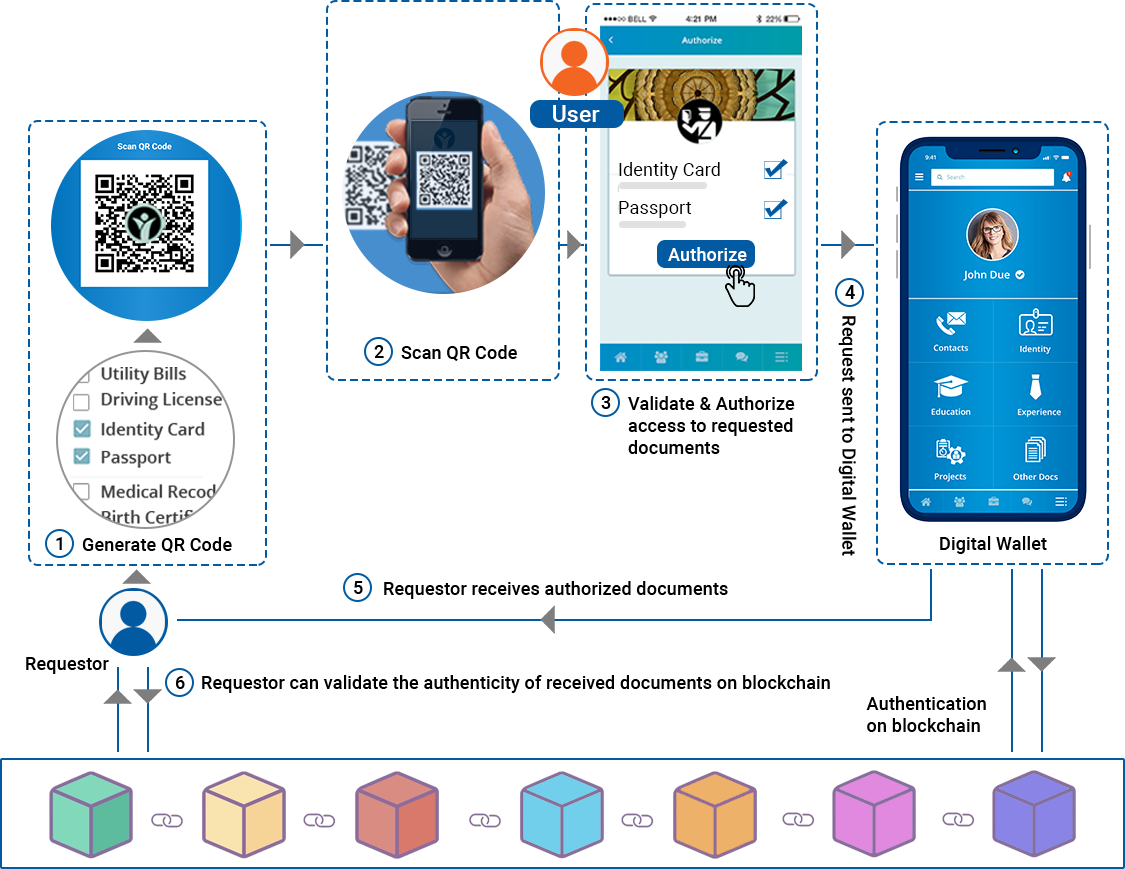 Scan QR Code
Utility Bills
Driving License
Identity Card
Passport
Medical Recod
Birth Certif
1 Generate QR Code
2 Scan QR Code
User
BELL 4:21 PM 22%
Authorize
Identity Card
Passport
Authorize
3 Validate & Authorize
access to requested
documents
4 Request sent to Digital Wallet
9:41
Search
John Due
Contacts
Identity
Education
Experience
Projects
Other Docs
Digital Wallet
5 Requestor receives authorized documents
Requestor
6 Requestor can validate the authenticity of received documents on blockchain
Authentication
on blockchain